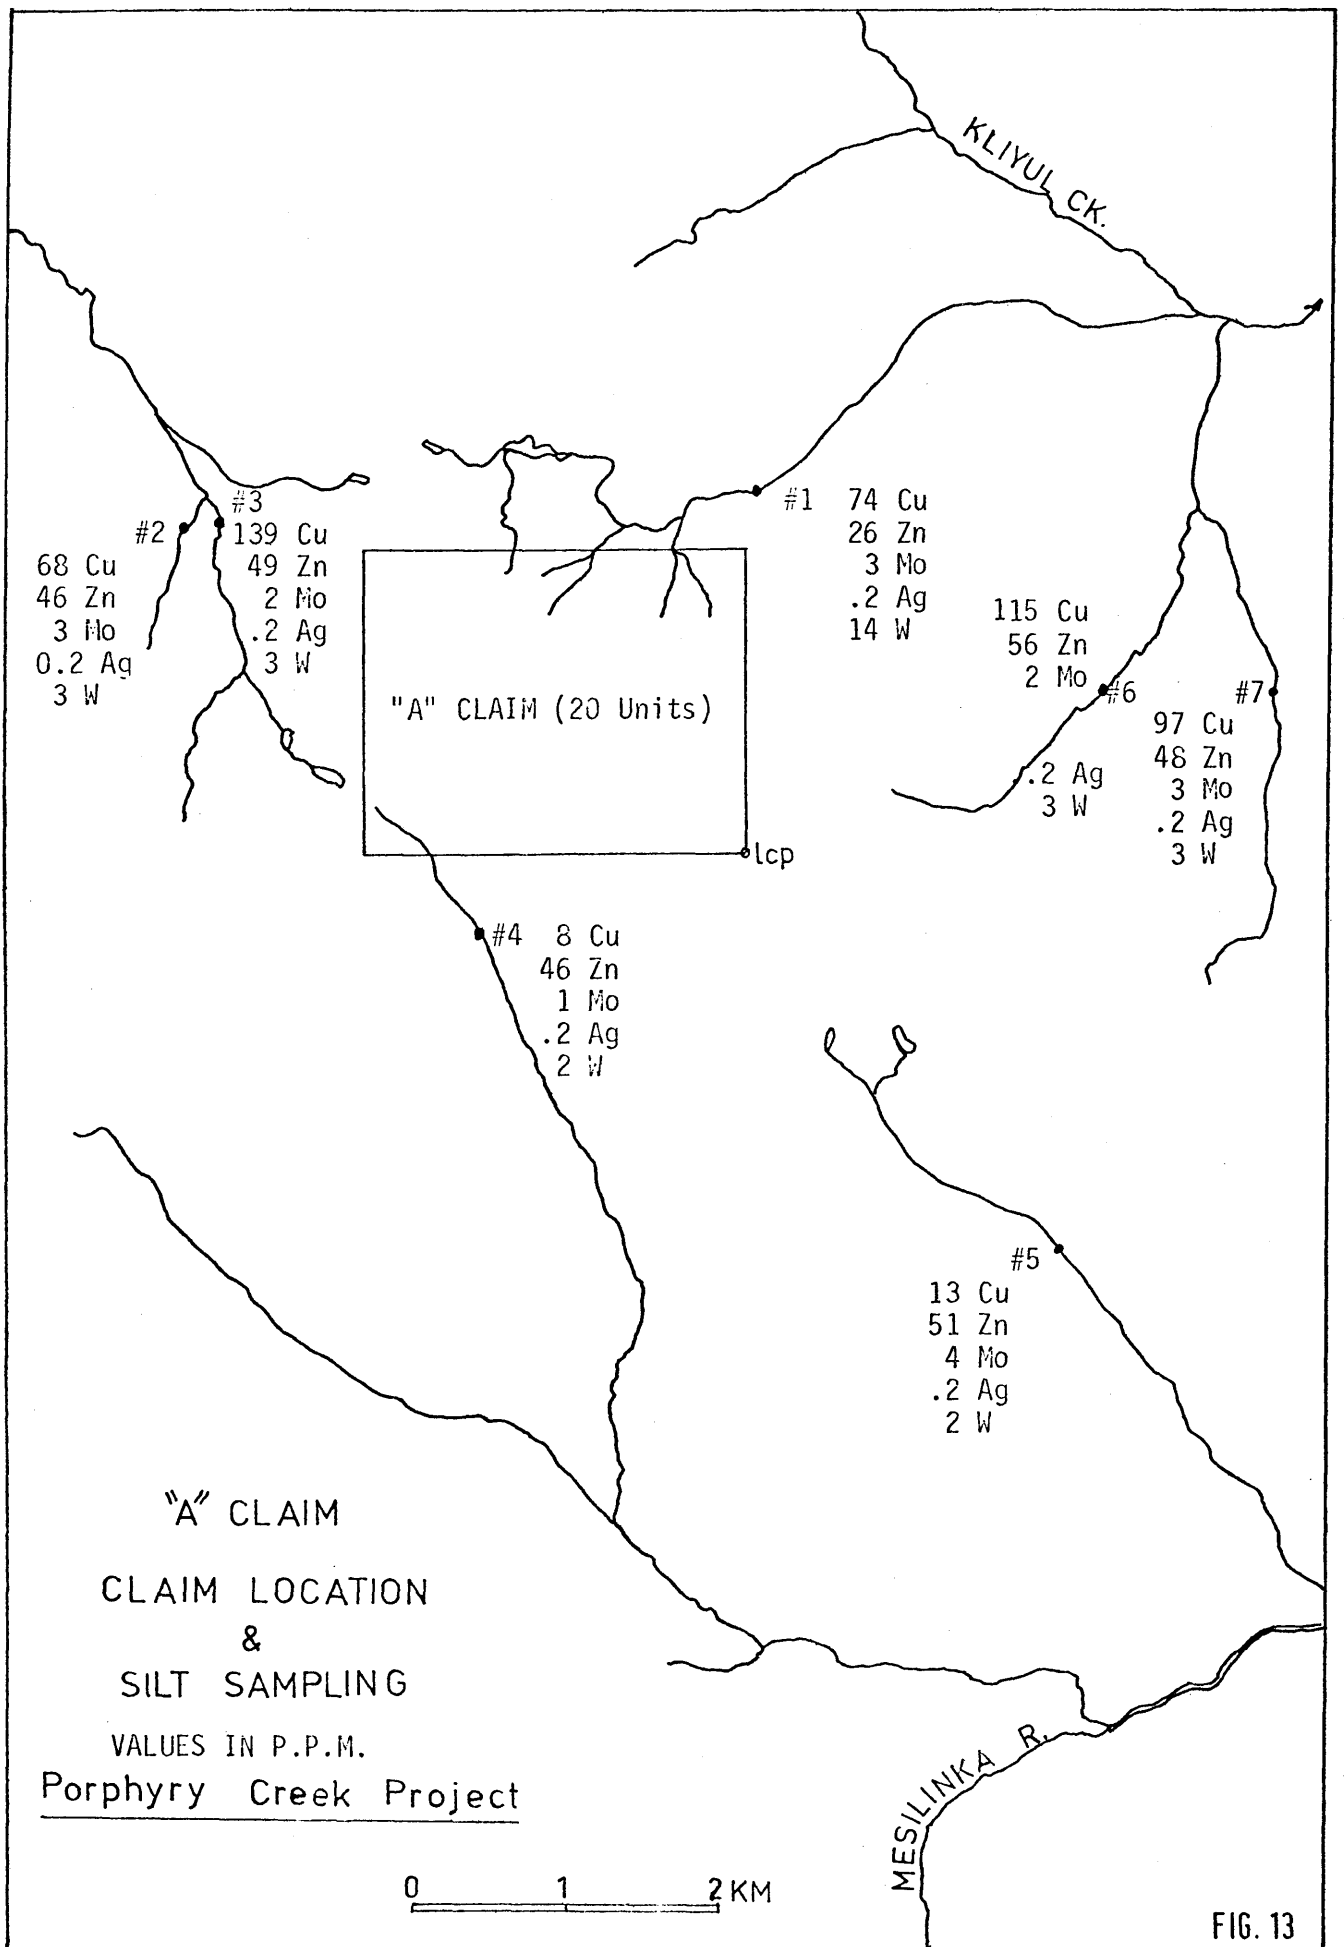 KLIYUL CK.
#1 74 Cu
26 Zn
3 Mo
.2 Ag
14 W
#2
68 Cu
46 Zn
3 Mo
0.2 Ag
3 W
#3
139 Cu
49 Zn
2 Mo
.2 Ag
3 W
115 Cu
56 Zn
2 Mo
#6
.2 Ag
3 W
#7
97 Cu
48 Zn
3 Mo
.2 Ag
3 W
"A" CLAIM (20 Units)
lcp
#4 8 Cu
46 Zn
1 Mo
.2 Ag
2 W
#5
13 Cu
51 Zn
4 Mo
.2 Ag
2 W
"A" CLAIM
CLAIM LOCATION
&
SILT SAMPLING
VALUES IN P.P.M.
Porphyry Creek Project
MESILINKA R.
0 1 2 KM
FIG. 13